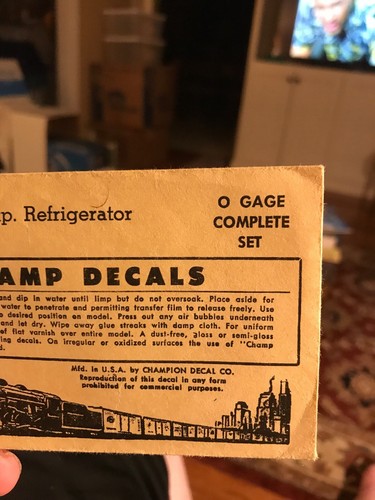 p. Refrigerator
O GAGE
COMPLETE
SET
AMP DECALS
and dip in water until limp but do not oversoak. Place aside for
water to penetrate and permitting transfer film to release freely. Use
desired position on model. Press out any air bubbles underneath
and let dry. Wipe away glue streaks with damp cloth. For uniform
of flat varnish over entire model. A dust-free, gloss or semi-gloss
ing decals. On irregular or oxidized surfaces the use of "Champ
Mfd. in U.S.A. by CHAMPION DECAL CO.
Reproduction of this decal in any form
prohibited for commercial purposes.